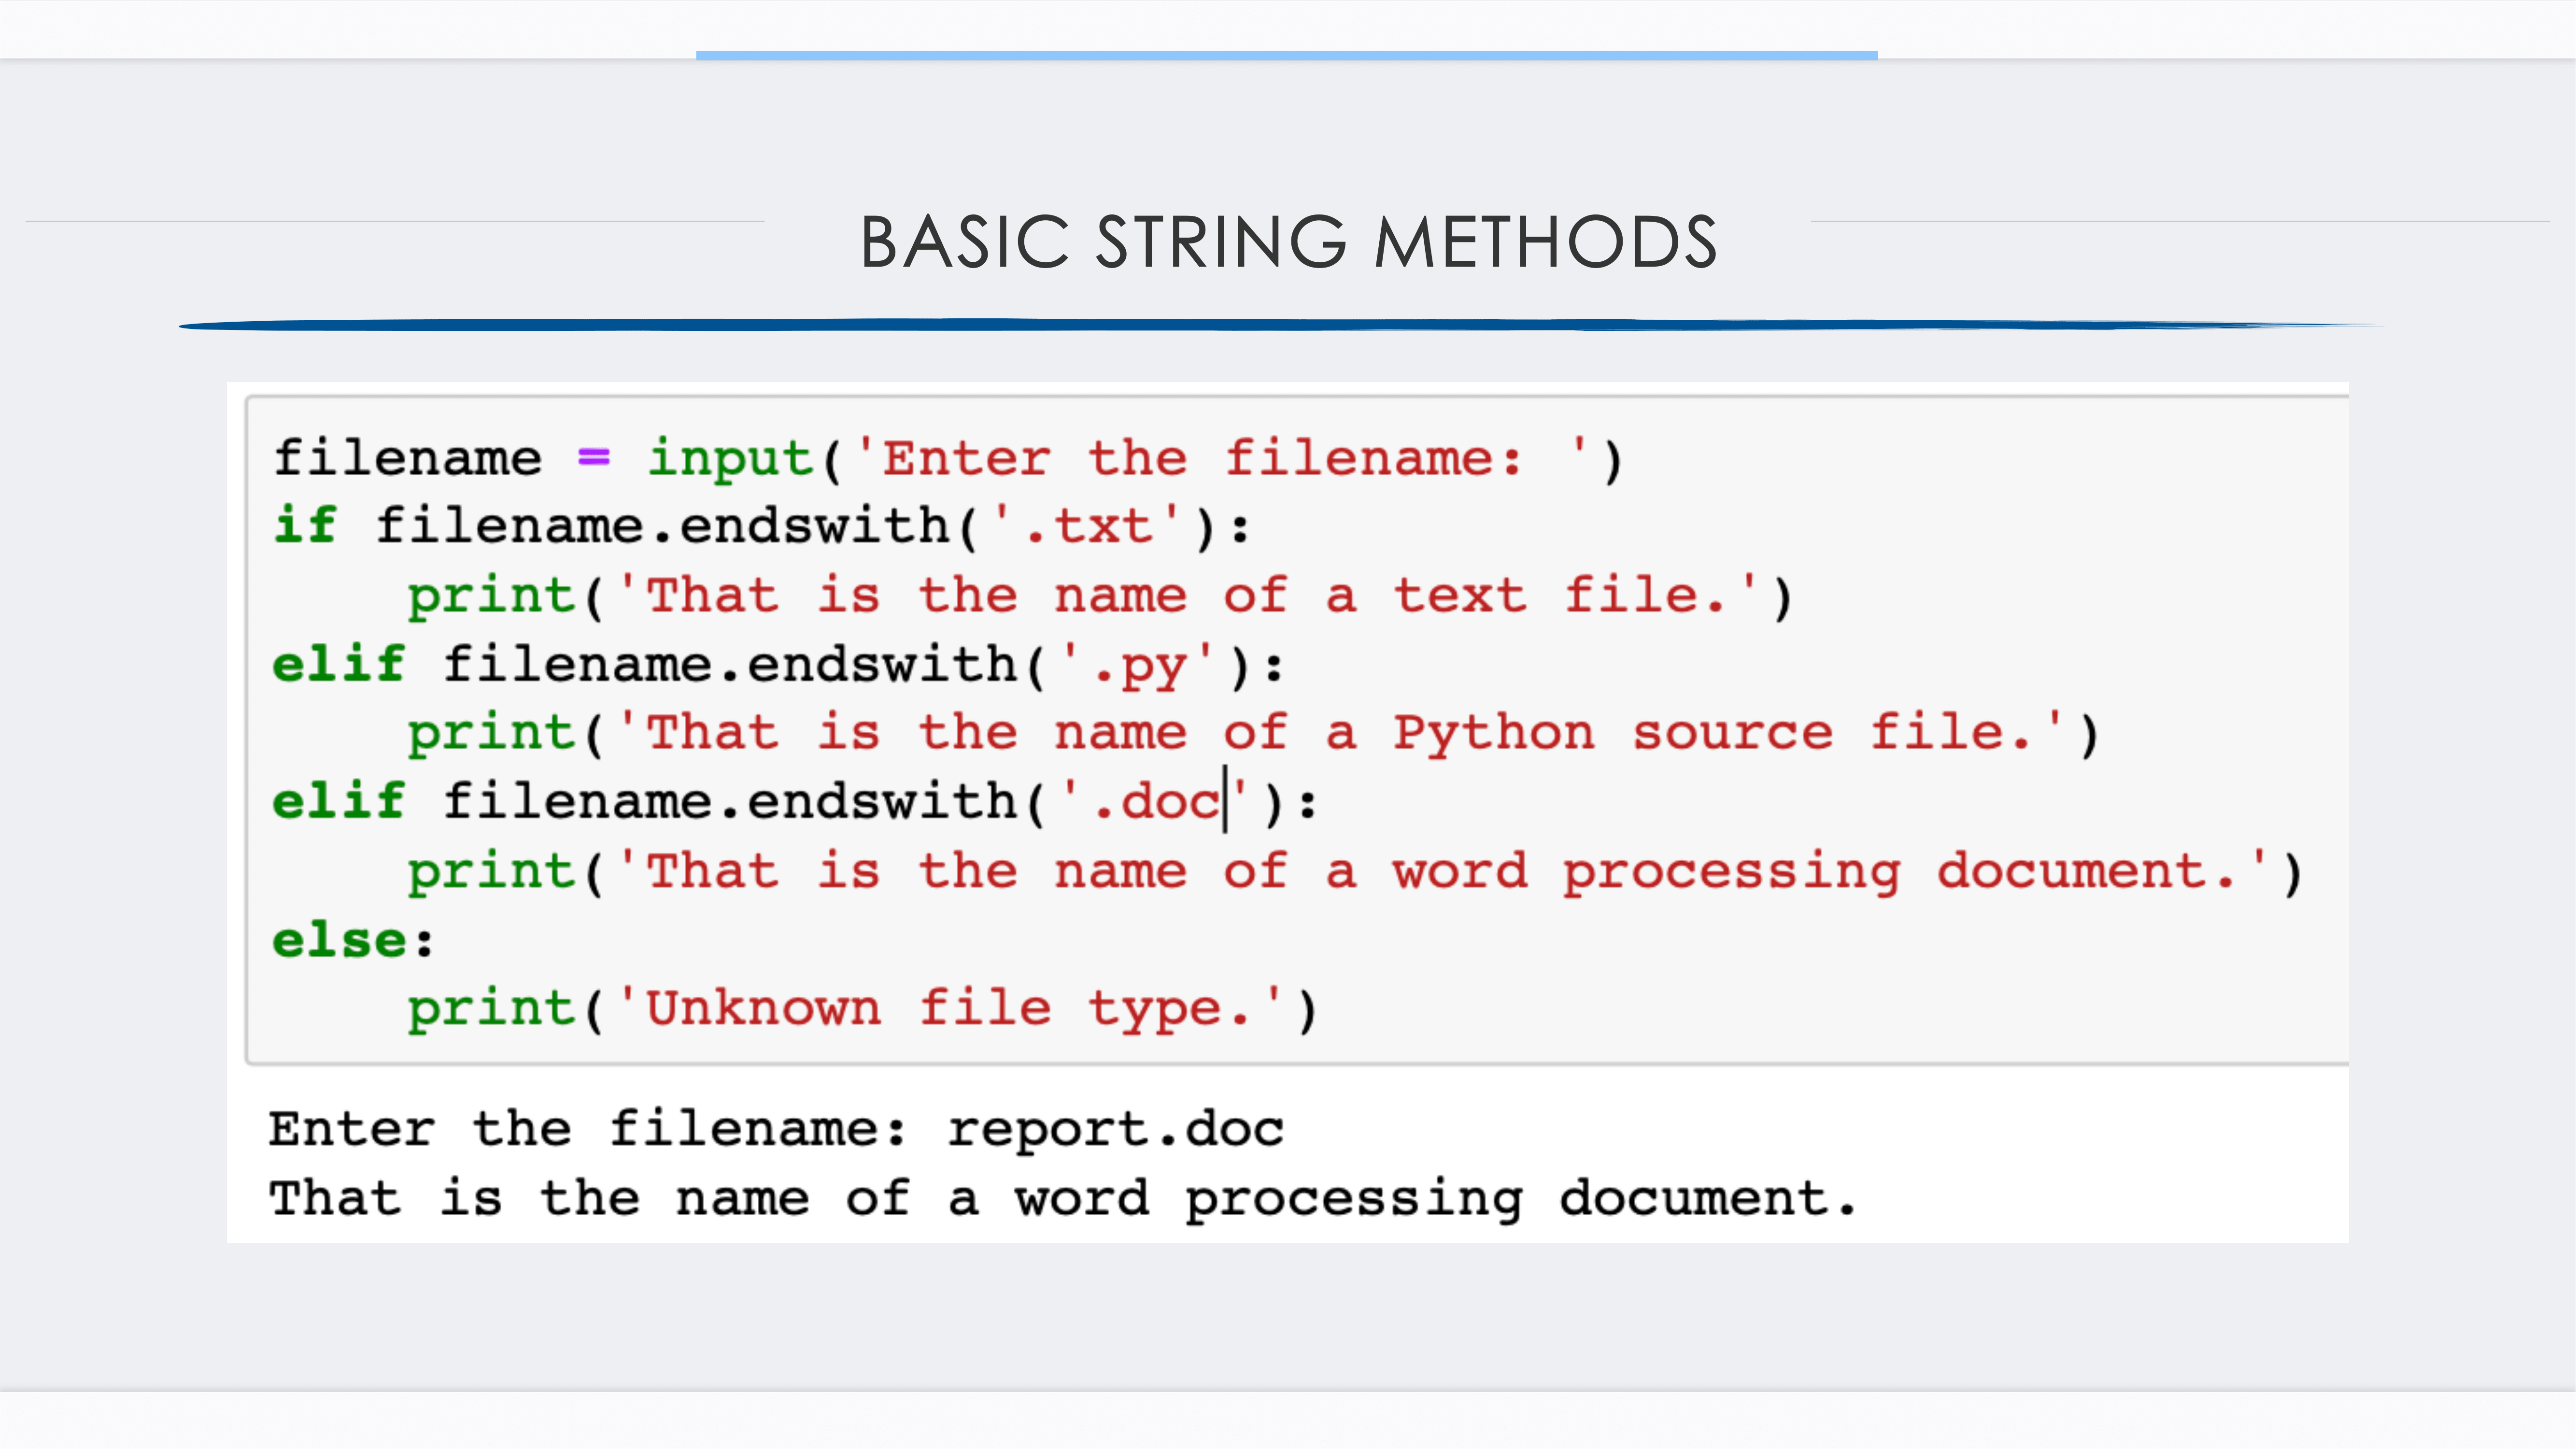 BASIC STRING METHODS
filename = input('Enter the filename: ')
if filename.endswith('.txt'):
    print('That is the name of a text file.')
elif filename.endswith('.py'):
    print('That is the name of a Python source file.')
elif filename.endswith('.doc'):
    print('That is the name of a word processing document.')
else:
    print('Unknown file type.')
Enter the filename: report.doc
That is the name of a word processing document.